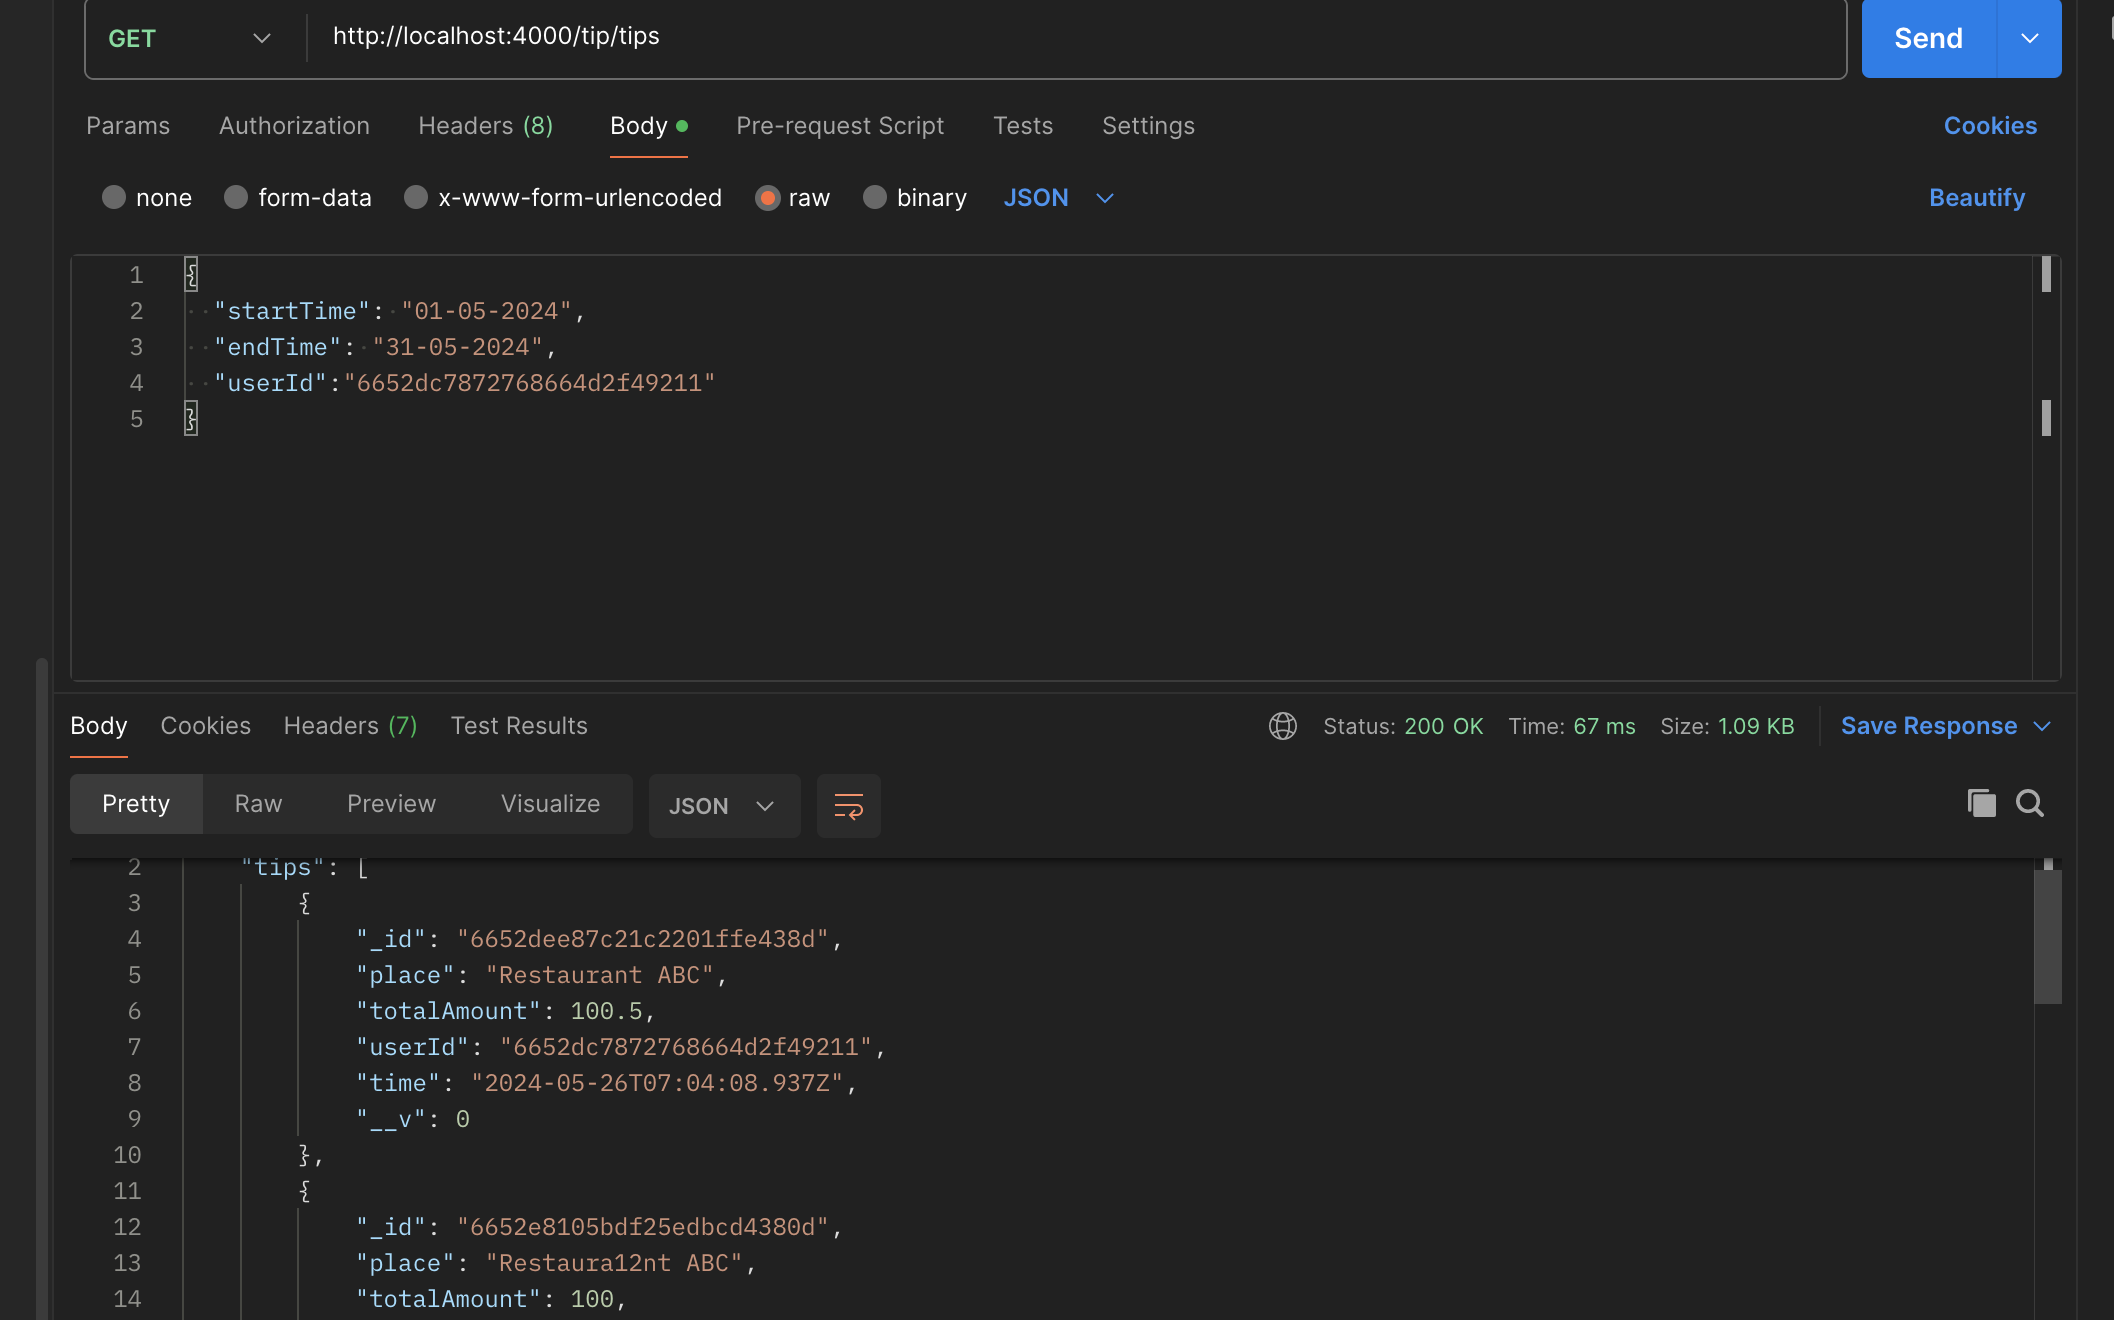 GET http://localhost:4000/tip/tips Send
Params Authorization Headers (8) Body Pre-request Script Tests Settings Cookies
none form-data x-www-form-urlencoded raw binary JSON Beautify
1 {
2 "startTime": "01-05-2024",
3 "endTime": "31-05-2024",
4 "userId":"6652dc7872768664d2f49211"
5 }
Body Cookies Headers (7) Test Results Status: 200 OK Time: 67 ms Size: 1.09 KB Save Response
Pretty Raw Preview Visualize JSON
2 "tips": [
3 {
4 "_id": "6652dee87c21c2201ffe438d",
5 "place": "Restaurant ABC",
6 "totalAmount": 100.5,
7 "userId": "6652dc7872768664d2f49211",
8 "time": "2024-05-26T07:04:08.937Z",
9 "__v": 0
10 },
11 {
12 "_id": "6652e8105bdf25edbcd4380d",
13 "place": "Restaura12nt ABC",
14 "totalAmount": 100,